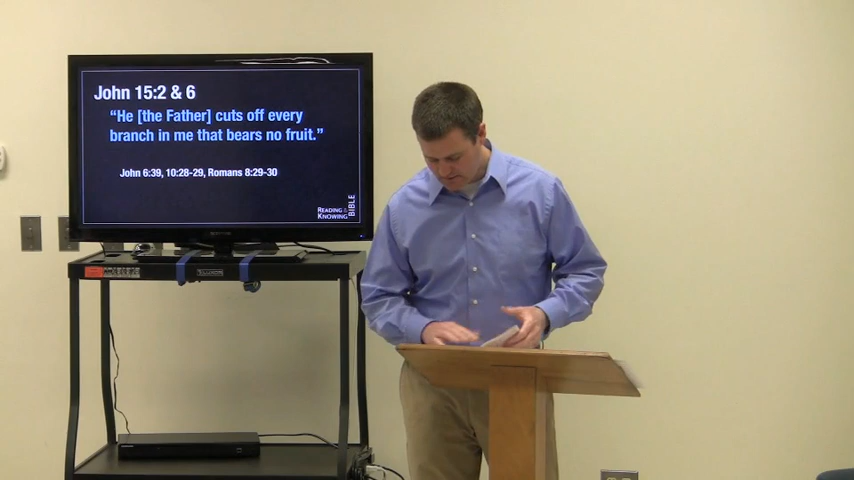 John 15:2 & 6
“He [the Father] cuts off every
branch in me that bears no fruit.”
John 6:39, 10:28-29, Romans 8:29-30
READING &
KNOWING
BIBLE